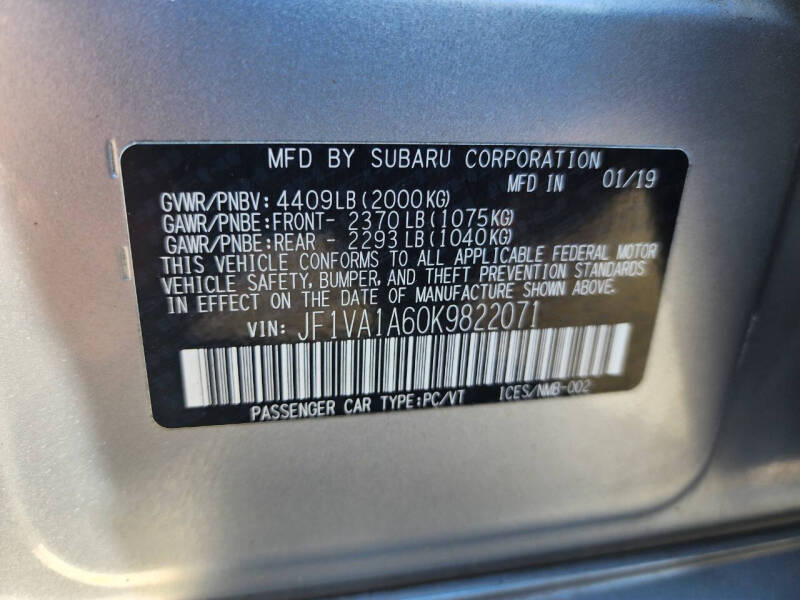 MFD BY SUBARU CORPORATION
MFD IN 01/19
GVWR/PNBV: 4409LB(2000KG)
GAWR/PNBE:FRONT- 2370LB(1075KG)
GAWR/PNBE:REAR - 2293LB(1040KG)
THIS VEHICLE CONFORMS TO ALL APPLICABLE FEDERAL MOTOR
VEHICLE SAFETY, BUMPER, AND THEFT PREVENTION STANDARDS
IN EFFECT ON THE DATE OF MANUFACTURE SHOWN ABOVE.
VIN: JF1VA1A60K9822071
PASSENGER CAR TYPE:PC/VT ICES/NMB-002